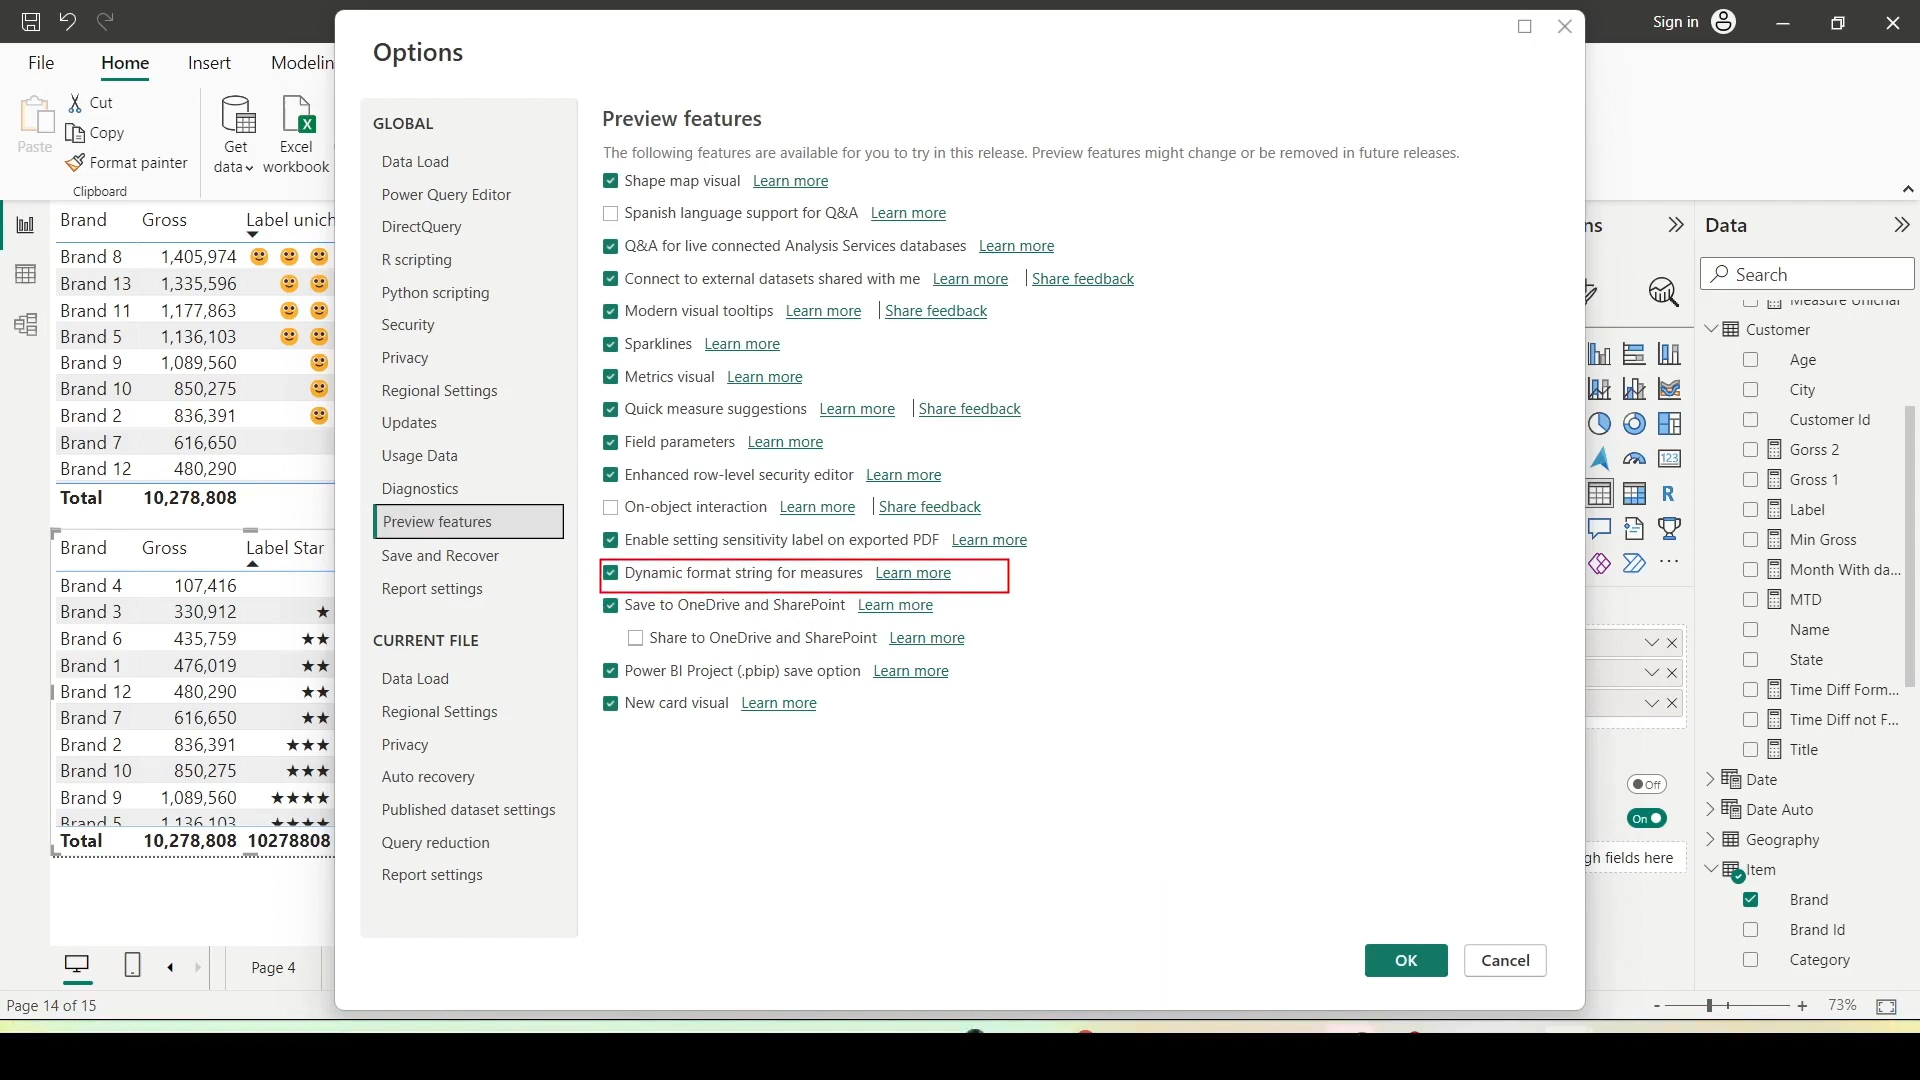 Sign in
File Home Insert Modelin
Paste
Cut
Copy
Format painter
Get data
Excel workbook
Clipboard
Brand Gross Label unich
Brand 8 1,405,974
Brand 13 1,335,596
Brand 11 1,177,863
Brand 5 1,136,103
Brand 9 1,089,560
Brand 10 850,275
Brand 2 836,391
Brand 7 616,650
Brand 12 480,290
Total 10,278,808
Brand Gross Label Star
Brand 4 107,416
Brand 3 330,912 ★
Brand 6 435,759 ★★
Brand 1 476,019 ★★
Brand 12 480,290 ★★
Brand 7 616,650 ★★
Brand 2 836,391 ★★★
Brand 10 850,275 ★★★
Brand 9 1,089,560 ★★★★
Brand 5 1,136,103 ★★★★
Total 10,278,808 10278808
Page 4
Page 14 of 15
Options
GLOBAL
Data Load
Power Query Editor
DirectQuery
R scripting
Python scripting
Security
Privacy
Regional Settings
Updates
Usage Data
Diagnostics
Preview features
Save and Recover
Report settings
CURRENT FILE
Data Load
Regional Settings
Privacy
Auto recovery
Published dataset settings
Query reduction
Report settings
Preview features
The following features are available for you to try in this release. Preview features might change or be removed in future releases.
Shape map visual Learn more
Spanish language support for Q&A Learn more
Q&A for live connected Analysis Services databases Learn more
Connect to external datasets shared with me Learn more Share feedback
Modern visual tooltips Learn more Share feedback
Sparklines Learn more
Metrics visual Learn more
Quick measure suggestions Learn more Share feedback
Field parameters Learn more
Enhanced row-level security editor Learn more
On-object interaction Learn more Share feedback
Enable setting sensitivity label on exported PDF Learn more
Dynamic format string for measures Learn more
Save to OneDrive and SharePoint Learn more
Share to OneDrive and SharePoint Learn more
Power BI Project (.pbip) save option Learn more
New card visual Learn more
OK Cancel
ns
123
R
...
Off
On
gh fields here
Data
Search
Measure Unichar
Customer
Age
City
Customer Id
Gorss 2
Gross 1
Label
Min Gross
Month With da...
MTD
Name
State
Time Diff Form...
Time Diff not F...
Title
Date
Date Auto
Geography
Item
Brand
Brand Id
Category
- + 73%